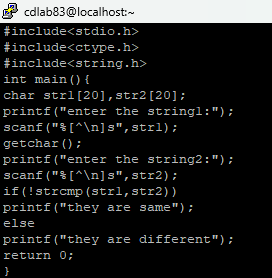 cdlab83@localhost:~
#include<stdio.h>
#include<ctype.h>
#include<string.h>
int main(){
char str1[20],str2[20];
printf("enter the string1:");
scanf("%[^\n]s",str1);
getchar();
printf("enter the string2:");
scanf("%[^\n]s",str2);
if(!strcmp(str1,str2))
printf("they are same");
else
printf("they are different");
return 0;
}